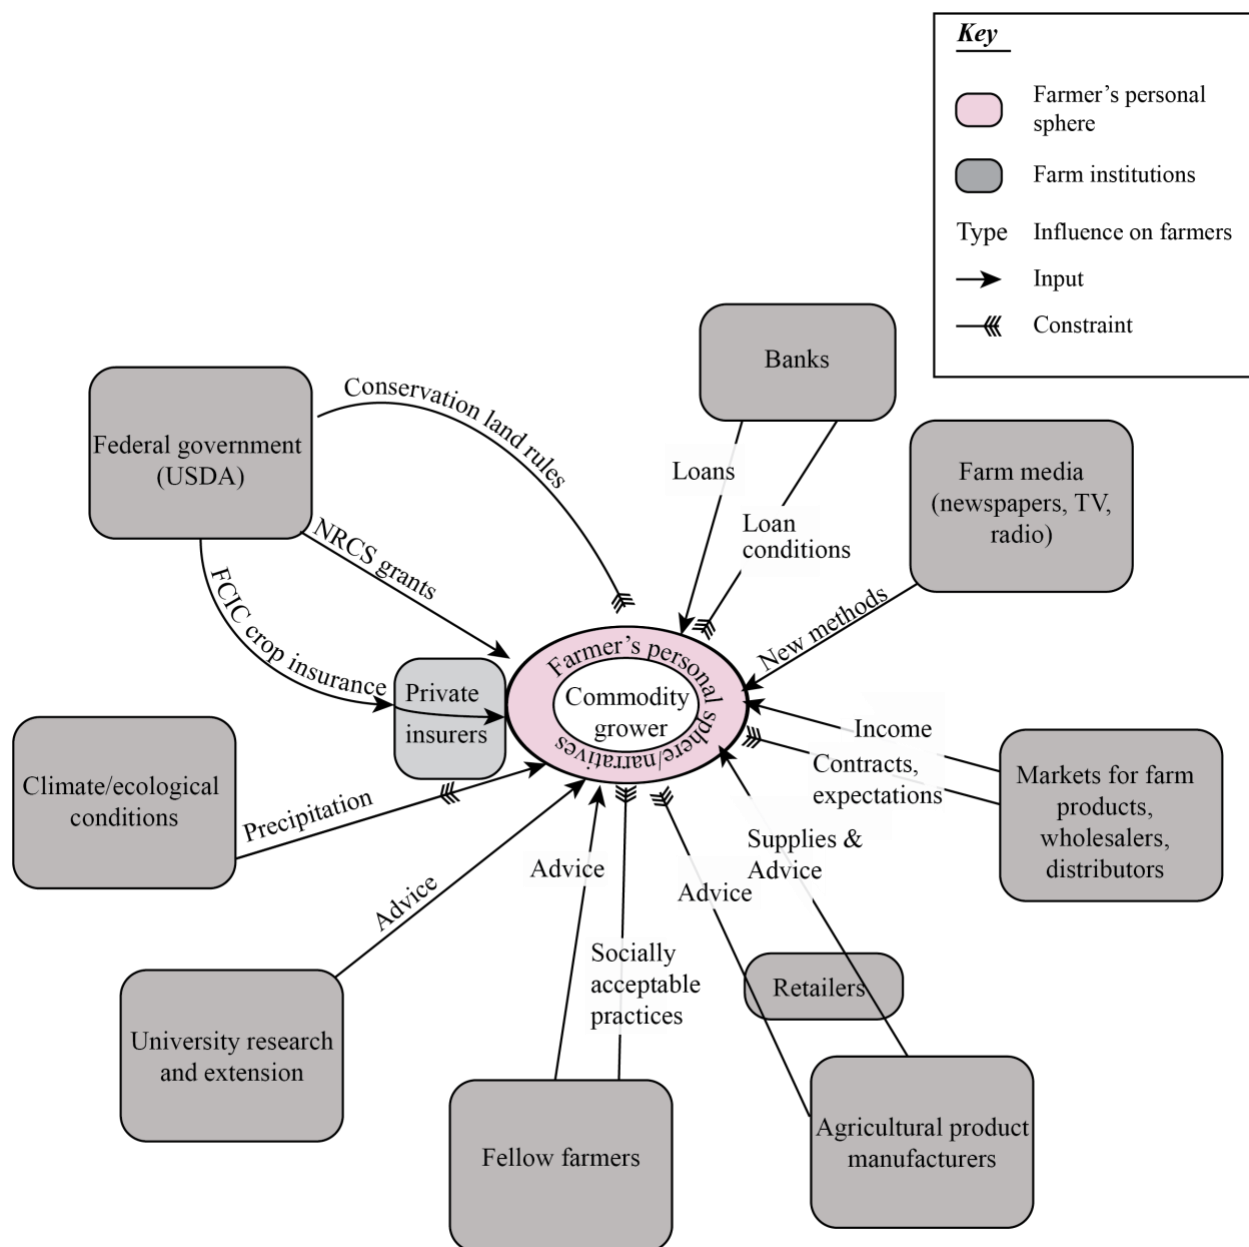 Key
Farmer’s personal
sphere
Farm institutions
Type Influence on farmers
Input
Constraint
Banks
Conservation land rules
Federal government
(USDA)
Loans
Farm media
(newspapers, TV,
radio)
Loan
conditions
NRCS grants
FCIC crop insurance
New methods
Farmer’s personal sphere/narratives
Private
insurers
Commodity
grower
Income
Contracts,
expectations
Markets for farm
products,
wholesalers,
distributors
Climate/ecological
conditions
Precipitation
Supplies &
Advice
Advice
Advice
Advice
Socially
acceptable
practices
Retailers
University research
and extension
Fellow farmers
Agricultural product
manufacturers